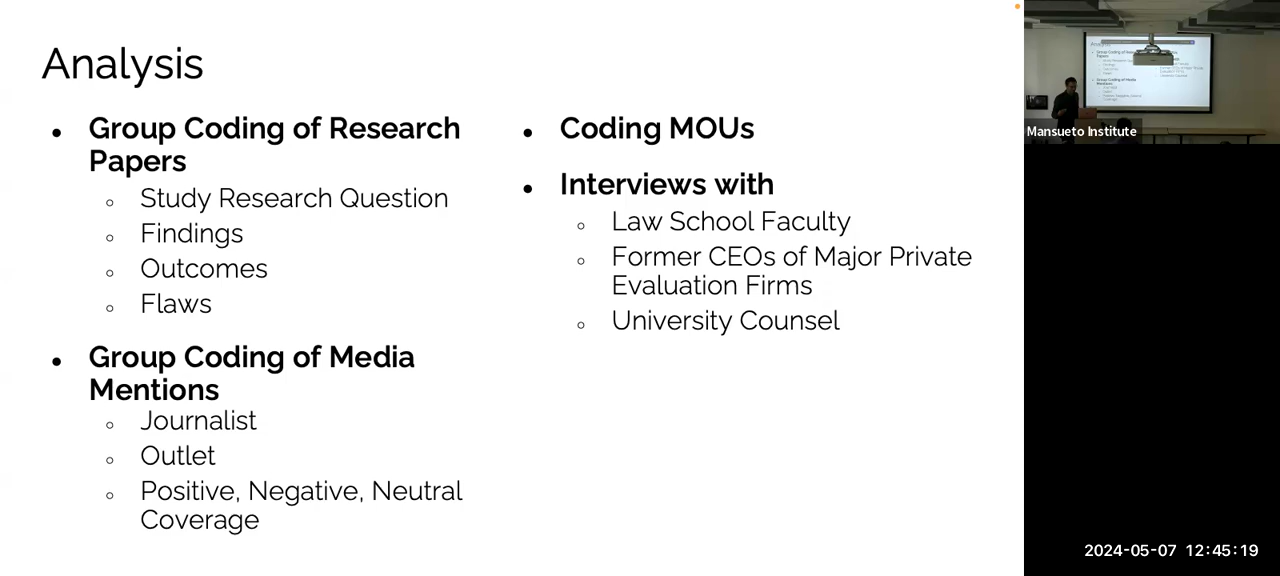 Analysis
Group Coding of Research
Papers
Study Research Question
Findings
Outcomes
Flaws
Group Coding of Media
Mentions
Journalist
Outlet
Positive, Negative, Neutral
Coverage
Coding MOUs
Interviews with
Law School Faculty
Former CEOs of Major Private
Evaluation Firms
University Counsel
Mansueto Institute
2024-05-07 12:45:19